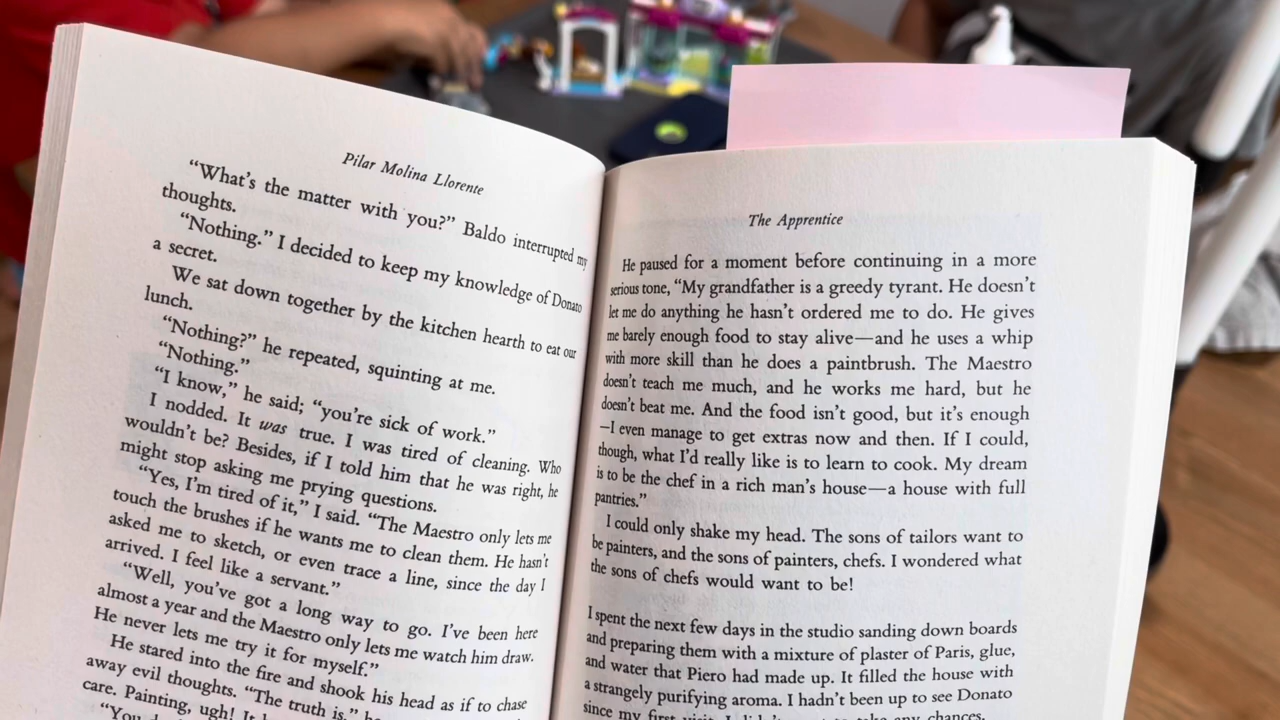 Pilar Molina Llorente
“What’s the matter with you?” Baldo interrupted my
thoughts.
“Nothing.” I decided to keep my knowledge of Donato
a secret.
We sat down together by the kitchen hearth to eat our
lunch.
“Nothing?” he repeated, squinting at me.
“Nothing.”
“I know,” he said; “you’re sick of work.”
I nodded. It was true. I was tired of cleaning. Who
wouldn’t be? Besides, if I told him that he was right, he
might stop asking me prying questions.
“Yes, I’m tired of it,” I said. “The Maestro only lets me
touch the brushes if he wants me to clean them. He hasn’t
asked me to sketch, or even trace a line, since the day I
arrived. I feel like a servant.”
“Well, you’ve got a long way to go. I’ve been here
almost a year and the Maestro only lets me watch him draw.
He never lets me try it for myself.”
He stared into the fire and shook his head as if to chase
away evil thoughts. “The truth is,”
care. Painting, ugh!
The Apprentice
He paused for a moment before continuing in a more
serious tone, “My grandfather is a greedy tyrant. He doesn’t
let me do anything he hasn’t ordered me to do. He gives
me barely enough food to stay alive—and he uses a whip
with more skill than he does a paintbrush. The Maestro
doesn’t teach me much, and he works me hard, but he
doesn’t beat me. And the food isn’t good, but it’s enough
—I even manage to get extras now and then. If I could,
though, what I’d really like is to learn to cook. My dream
is to be the chef in a rich man’s house—a house with full
pantries.”
I could only shake my head. The sons of tailors want to
be painters, and the sons of painters, chefs. I wondered what
the sons of chefs would want to be!
I spent the next few days in the studio sanding down boards
and preparing them with a mixture of plaster of Paris, glue,
and water that Piero had made up. It filled the house with
a strangely purifying aroma. I hadn’t been up to see Donato
since my first visit. I didn’t want to take any chances.